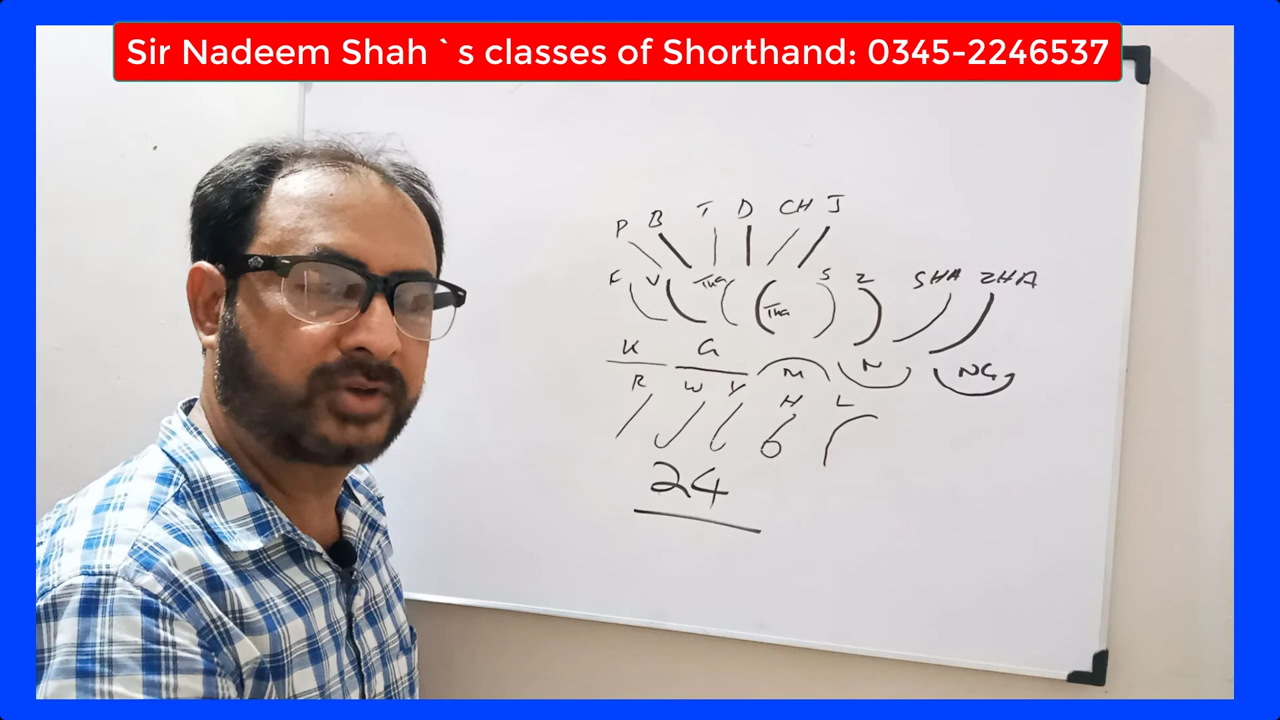 Sir Nadeem Shah `s classes of Shorthand: 0345-2246537
P B T D CH J
F V Tha Tha S Z SHA ZHA
K G M N NG
R W Y H L
24